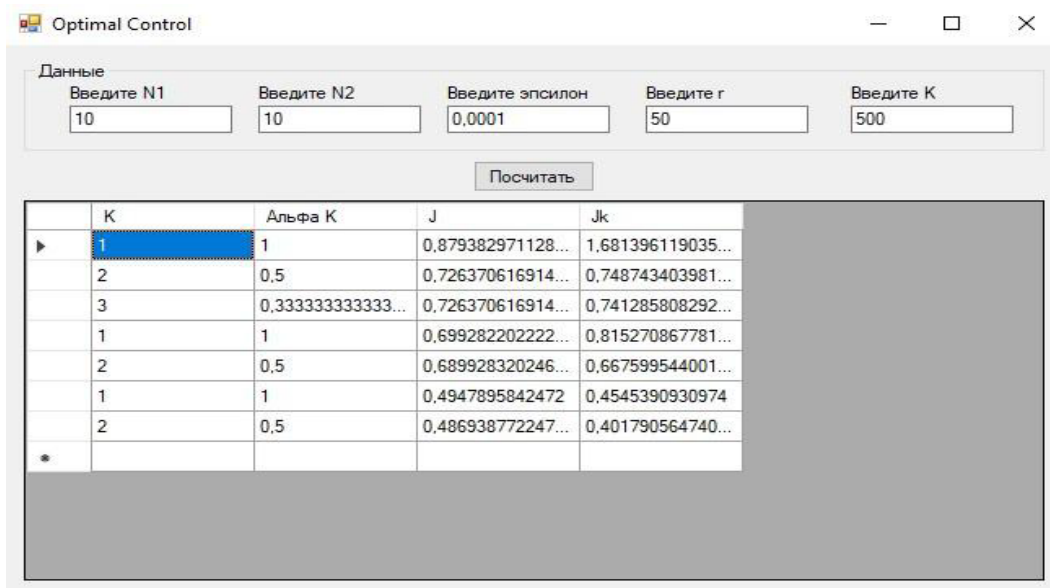 Optimal Control
Данные
Введите N1 Введите N2 Введите эпсилон Введите r Введите K
10 10 0,0001 50 500
Посчитать
K Альфа K J Jk
1 1 0,879382971128... 1,681396119035...
2 0,5 0,726370616914... 0,748743403981...
3 0,333333333333... 0,726370616914... 0,741285808292...
1 1 0,699282202222... 0,815270867781...
2 0,5 0,689928320246... 0,667599544001...
1 1 0,4947895842472 0,4545390930974
2 0,5 0,486938772247... 0,401790564740...